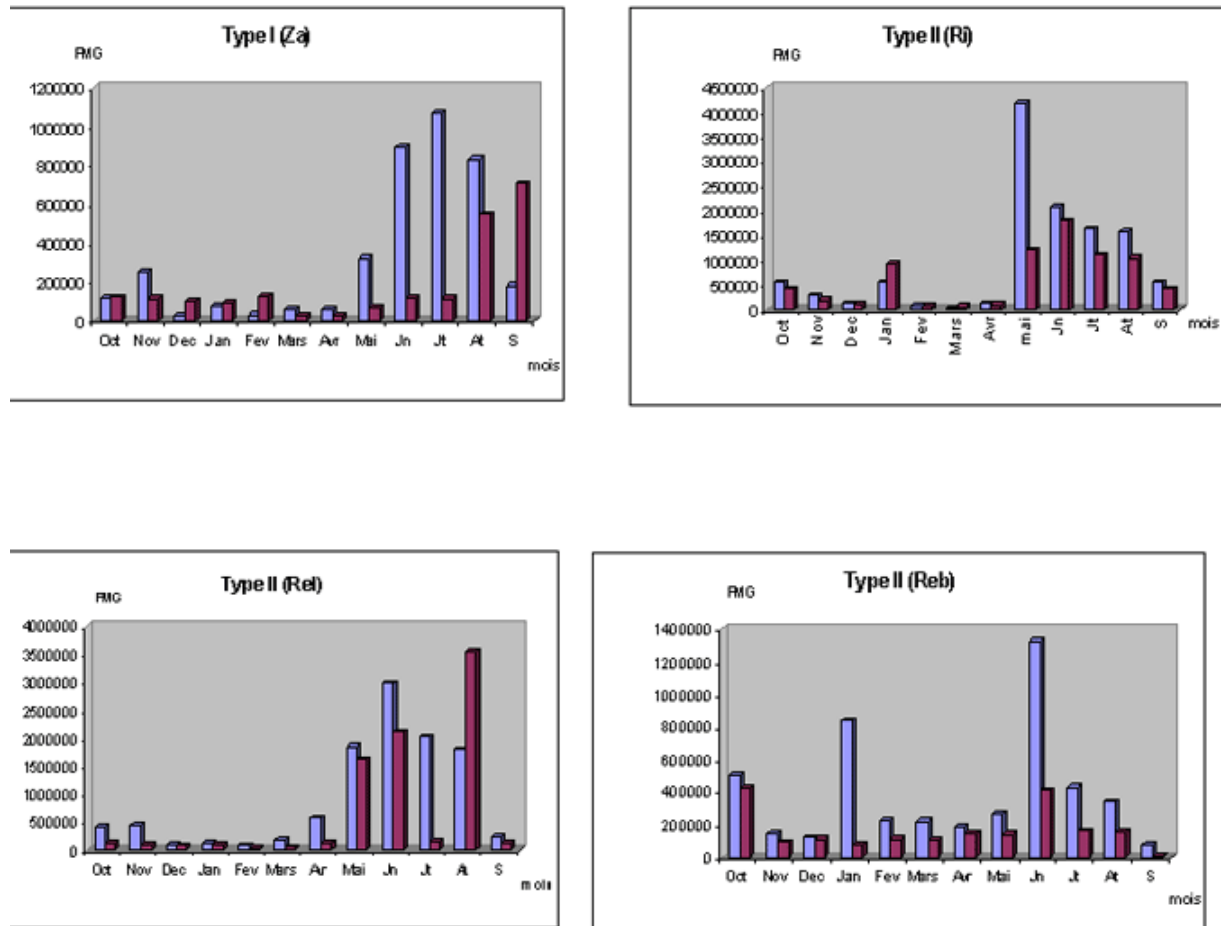 Type I (Za)
FMG
1200000
1000000
800000
600000
400000
200000
0
Oct Nov Dec Jan Fev Mars Avr Mai Jn Jt At S
mois
Type II (Ri)
FMG
4500000
4000000
3500000
3000000
2500000
2000000
1500000
1000000
500000
0
Oct Nov Dec Jan Fev Mars Avr mai Jn Jt At S mois
Type II (Rel)
FMG
4000000
3500000
3000000
2500000
2000000
1500000
1000000
500000
0
Oct Nov Dec Jan Fev Mars Avr Mai Jn Jt At S
mois
Type II (Reb)
FMG
1400000
1200000
1000000
800000
600000
400000
200000
0
Oct Nov Dec Jan Fev Mars Avr Mai Jn Jt At S
mois